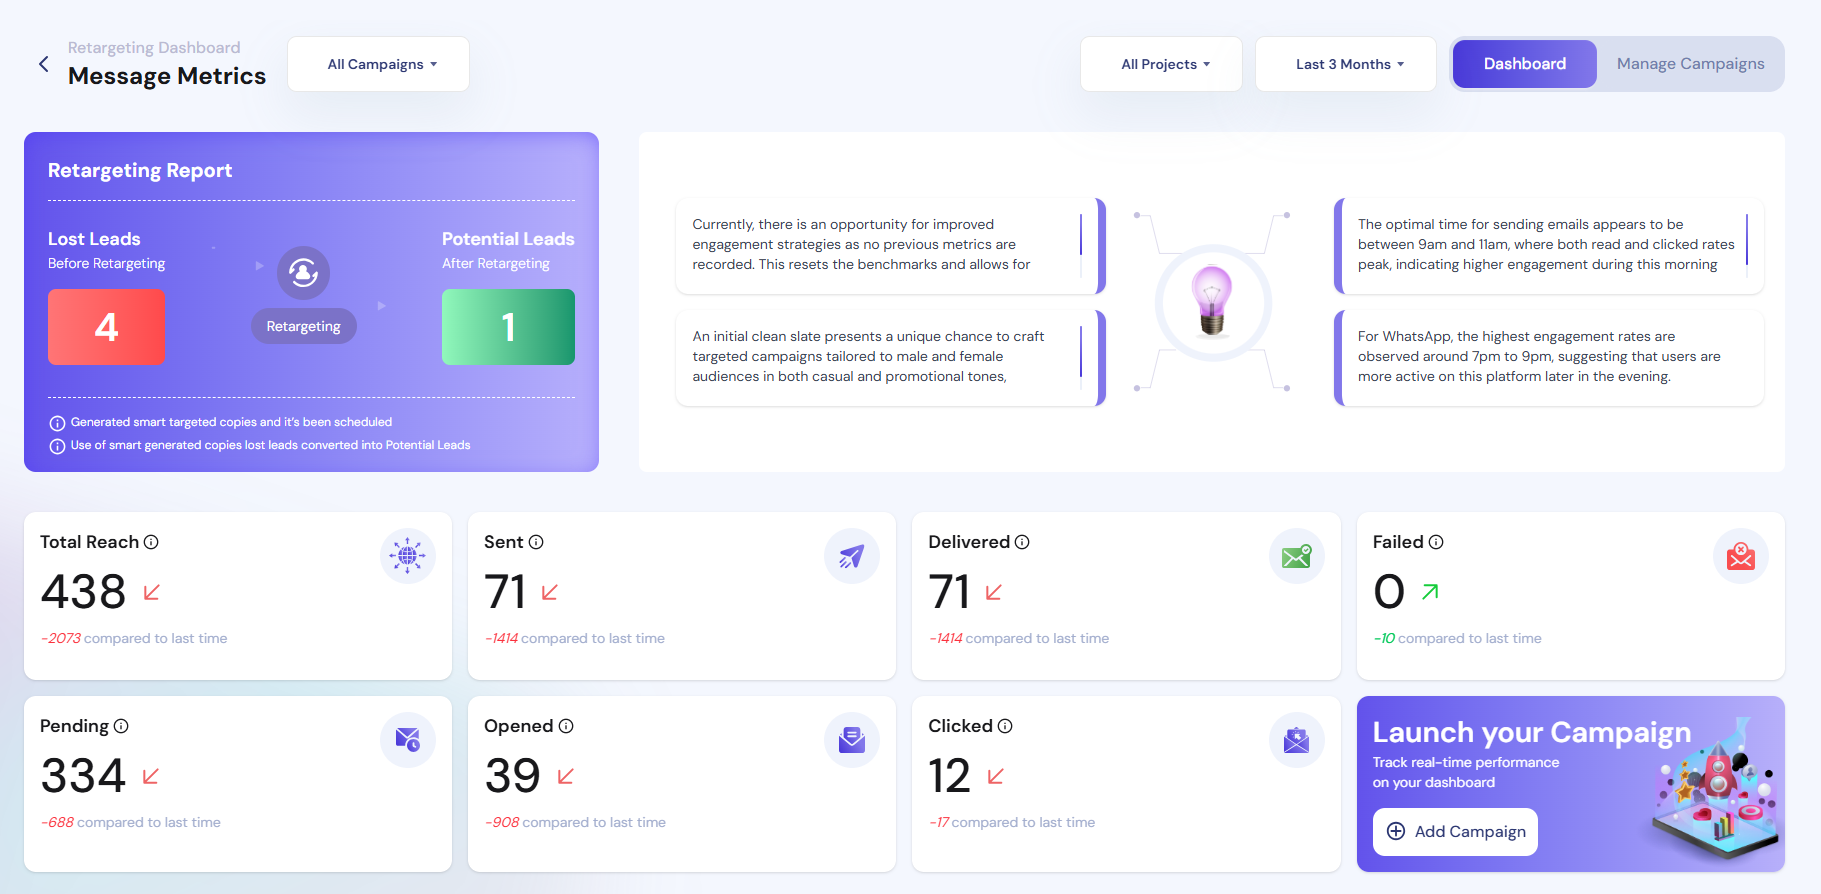 Retargeting Dashboard
Message Metrics
All Campaigns
All Projects
Last 3 Months
Dashboard
Manage Campaigns
Retargeting Report
Lost Leads
Before Retargeting
4
Retargeting
Potential Leads
After Retargeting
1
Generated smart targeted copies and it's been scheduled
Use of smart generated copies lost leads converted into Potential Leads
Currently, there is an opportunity for improved
engagement strategies as no previous metrics are
recorded. This resets the benchmarks and allows for
An initial clean slate presents a unique chance to craft
targeted campaigns tailored to male and female
audiences in both casual and promotional tones,
The optimal time for sending emails appears to be
between 9am and 11am, where both read and clicked rates
peak, indicating higher engagement during this morning
For WhatsApp, the highest engagement rates are
observed around 7pm to 9pm, suggesting that users are
more active on this platform later in the evening.
Total Reach
438
-2073 compared to last time
Sent
71
-1414 compared to last time
Delivered
71
-1414 compared to last time
Failed
0
-10 compared to last time
Pending
334
-688 compared to last time
Opened
39
-908 compared to last time
Clicked
12
-17 compared to last time
Launch your Campaign
Track real-time performance
on your dashboard
Add Campaign